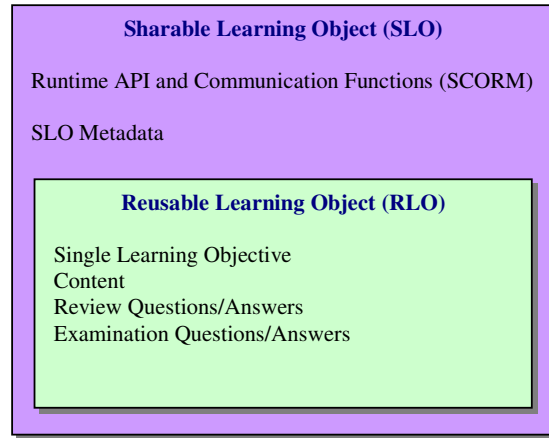 Sharable Learning Object (SLO)
Runtime API and Communication Functions (SCORM)
SLO Metadata
Reusable Learning Object (RLO)
Single Learning Objective
Content
Review Questions/Answers
Examination Questions/Answers